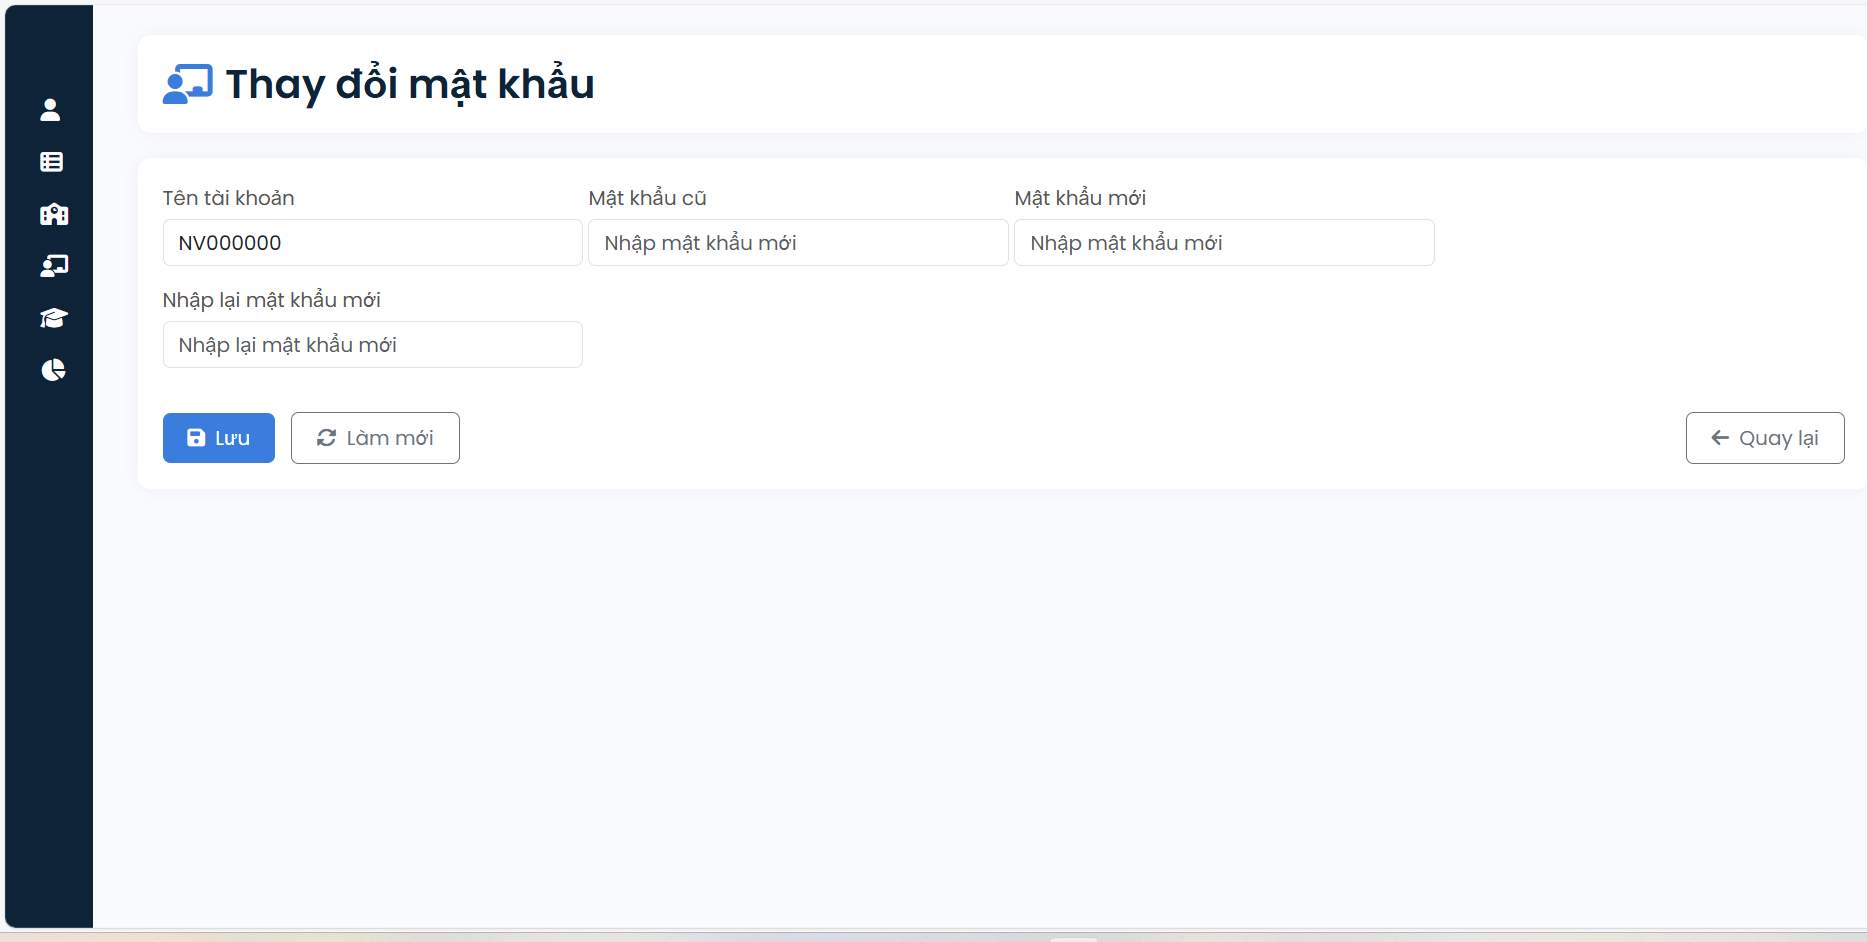 Thay đổi mật khẩu
Tên tài khoản Mật khẩu cũ Mật khẩu mới
NV000000 Nhập mật khẩu mới Nhập mật khẩu mới
Nhập lại mật khẩu mới
Nhập lại mật khẩu mới
Lưu Làm mới Quay lại